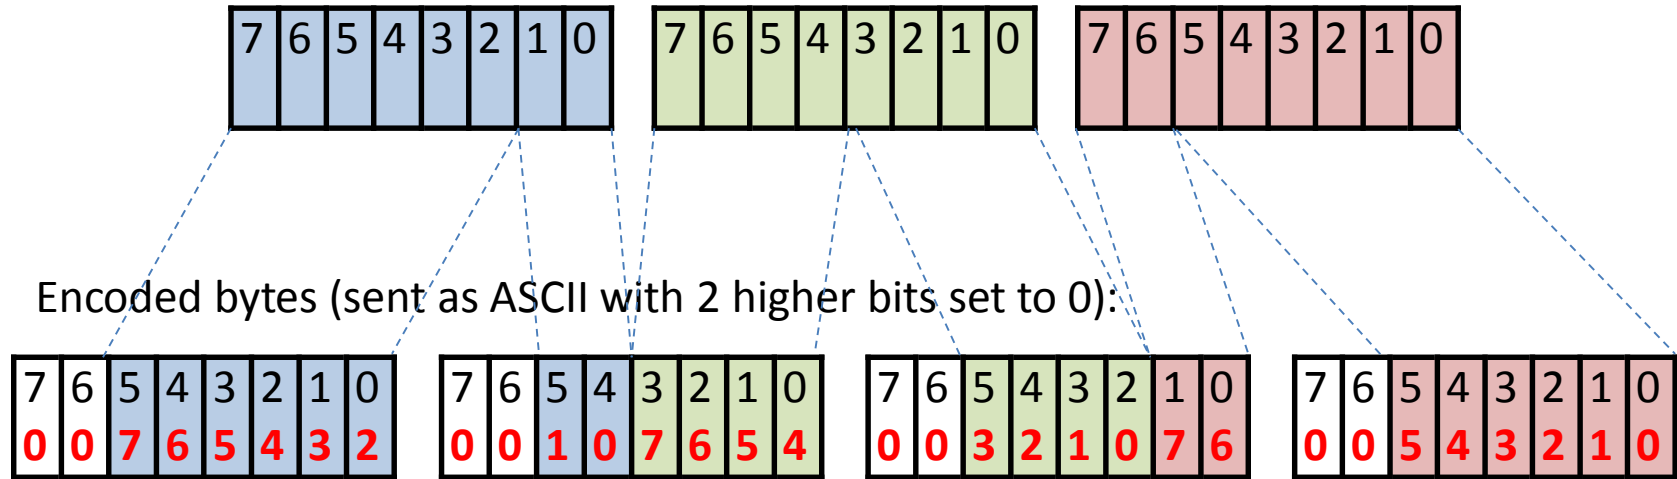 7 6 5 4 3 2 1 0 7 6 5 4 3 2 1 0 7 6 5 4 3 2 1 0
Encoded bytes (sent as ASCII with 2 higher bits set to 0):
7 6 5 4 3 2 1 0 7 6 5 4 3 2 1 0 7 6 5 4 3 2 1 0 7 6 5 4 3 2 1 0
0 0 7 6 5 4 3 2 0 0 1 0 7 6 5 4 0 0 3 2 1 0 7 6 0 0 5 4 3 2 1 0